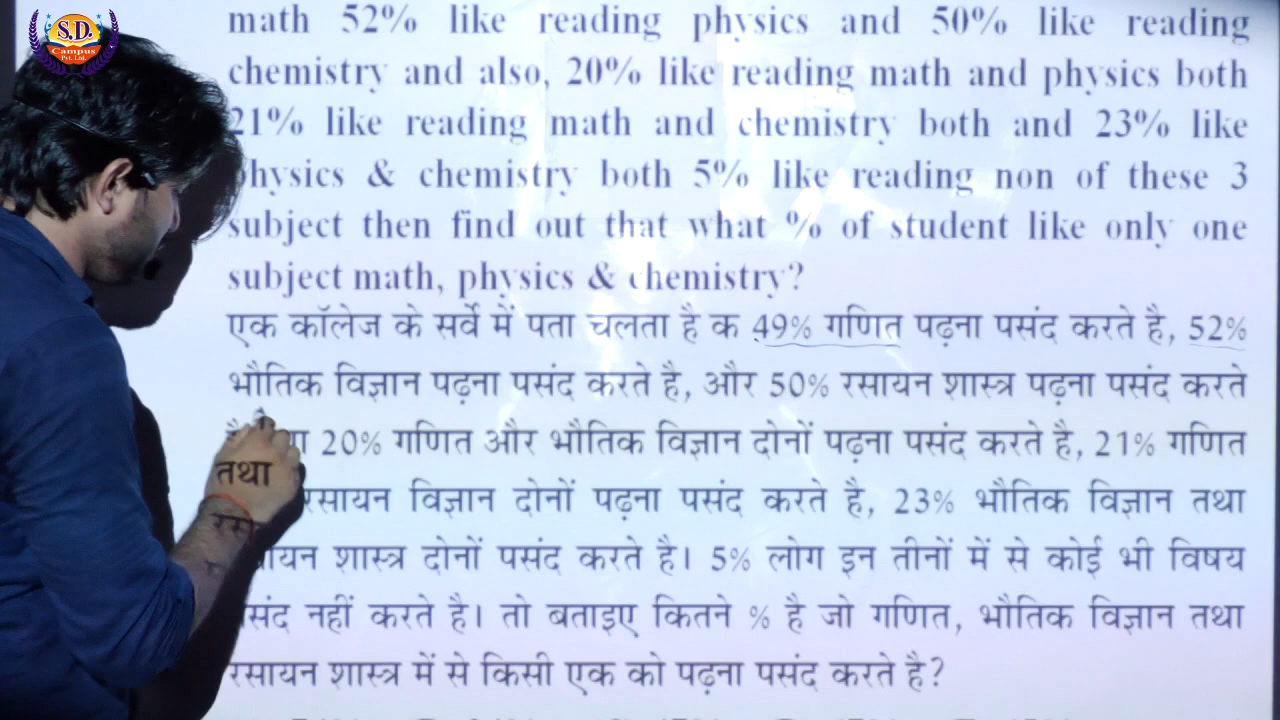 S.D.
Campus
Pvt. Ltd.
math 52% like reading physics and 50% like reading
chemistry and also, 20% like reading math and physics both
21% like reading math and chemistry both and 23% like
physics & chemistry both 5% like reading non of these 3
subject then find out that what % of student like only one
subject math, physics & chemistry?
एक कॉलेज के सर्वे में पता चलता है क 49% गणित पढ़ना पसंद करते है, 52%
भौतिक विज्ञान पढ़ना पसंद करते है, और 50% रसायन शास्त्र पढ़ना पसंद करते
20% गणित और भौतिक विज्ञान दोनों पढ़ना पसंद करते है, 21% गणित
तथा रसायन विज्ञान दोनों पढ़ना पसंद करते है, 23% भौतिक विज्ञान तथा
शास्त्र दोनों पसंद करते है। 5% लोग इन तीनों में से कोई भी विषय
पसंद नहीं करते है। तो बताइए कितने % है जो गणित, भौतिक विज्ञान तथा
रसायन शास्त्र में से किसी एक को पढ़ना पसंद करते है?